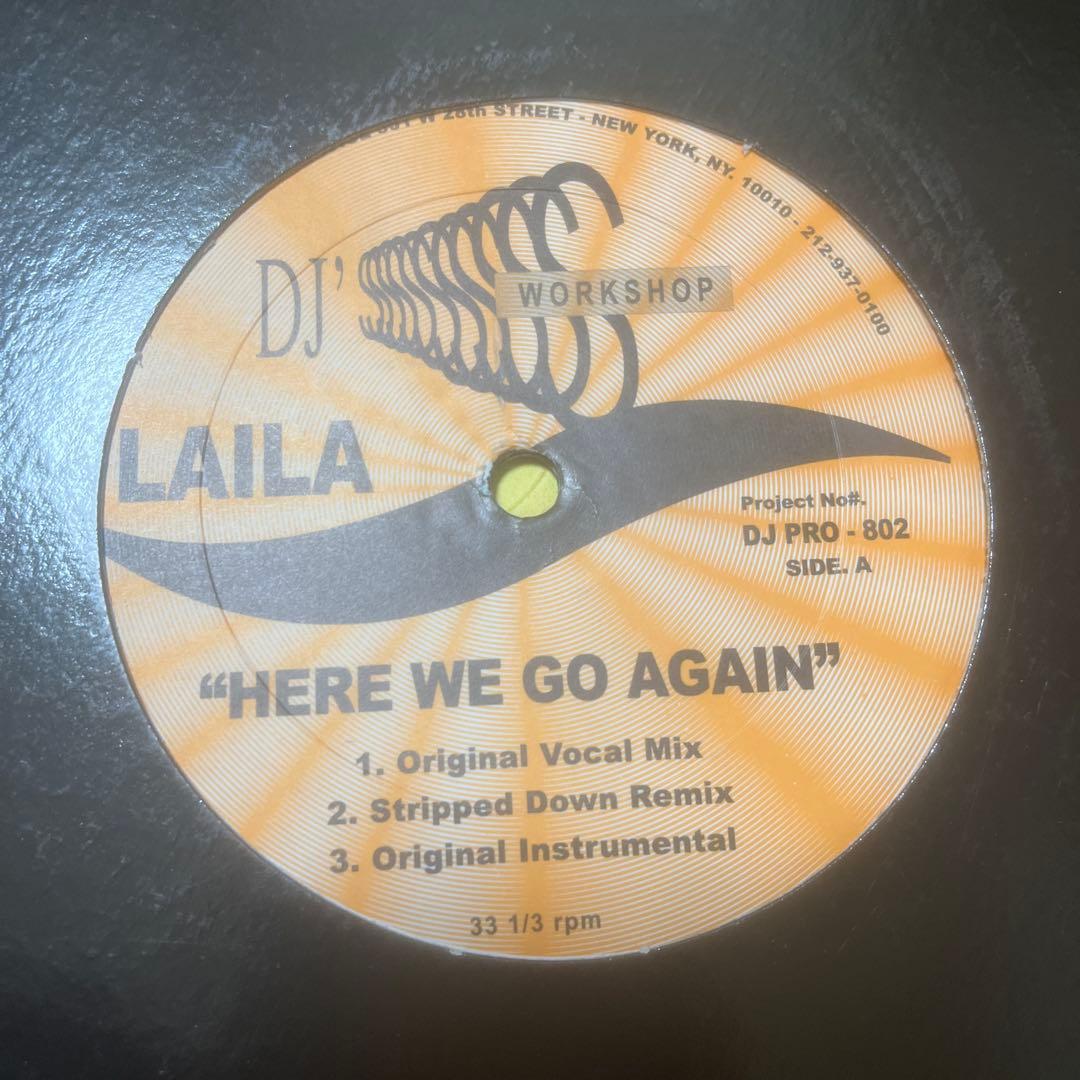 W 28th STREET - NEW YORK, NY. 10010 - 212-937-0100
DJ'S WORKSHOP
LAILA
Project No#.
DJ PRO - 802
SIDE. A
“HERE WE GO AGAIN”
1. Original Vocal Mix
2. Stripped Down Remix
3. Original Instrumental
33 1/3 rpm